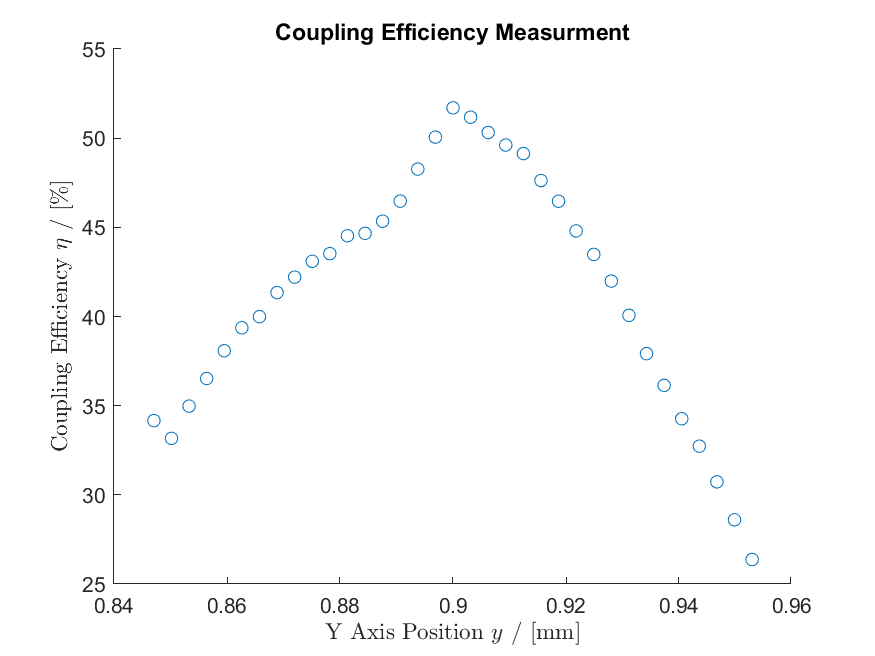 Coupling Efficiency Measurment
55
50
45
40
35
30
25
Coupling Efficiency η / [%]
0.84 0.86 0.88 0.9 0.92 0.94 0.96
Y Axis Position y / [mm]